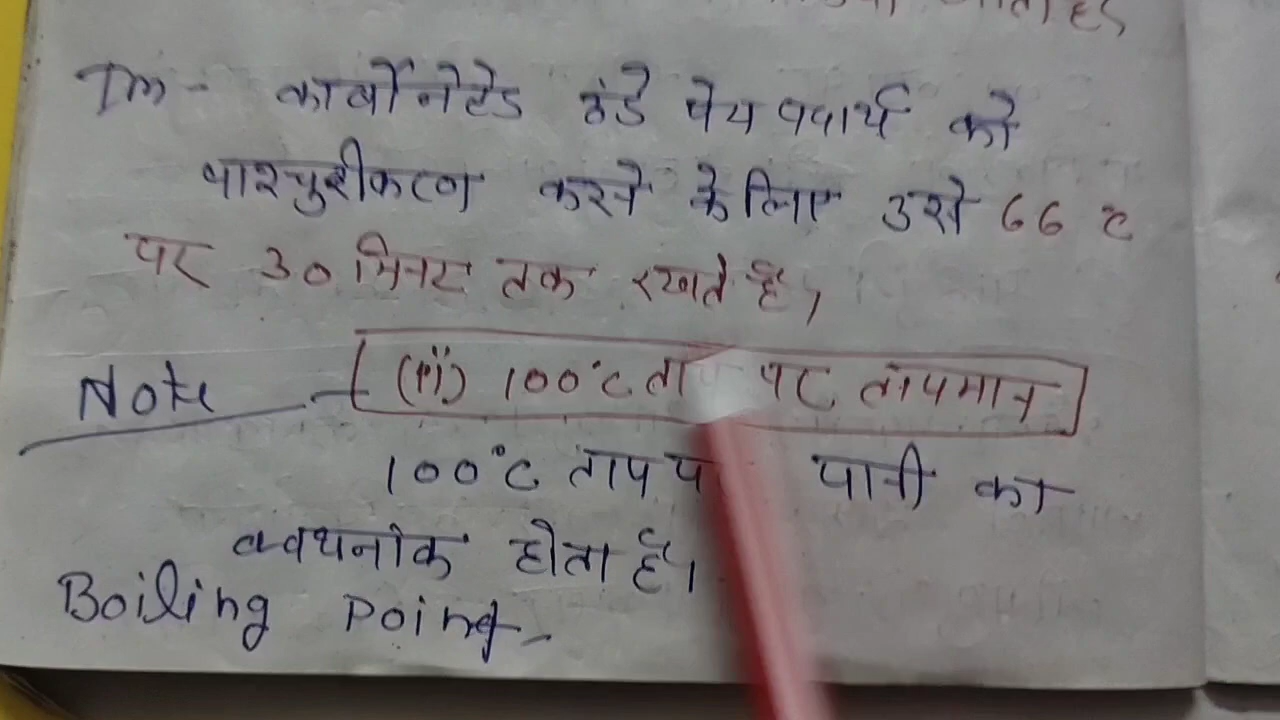 Im - कार्बोनेटेड ठंडे पेय पदार्थ को
पाश्चुरीकरण करने के लिए उसे 66 c
पर 30 मिनट तक रखते है,
Note - (ii) 100°C पर तापमान
100°C ताप पानी का
क्वथनांक होता है।
Boiling Poing -